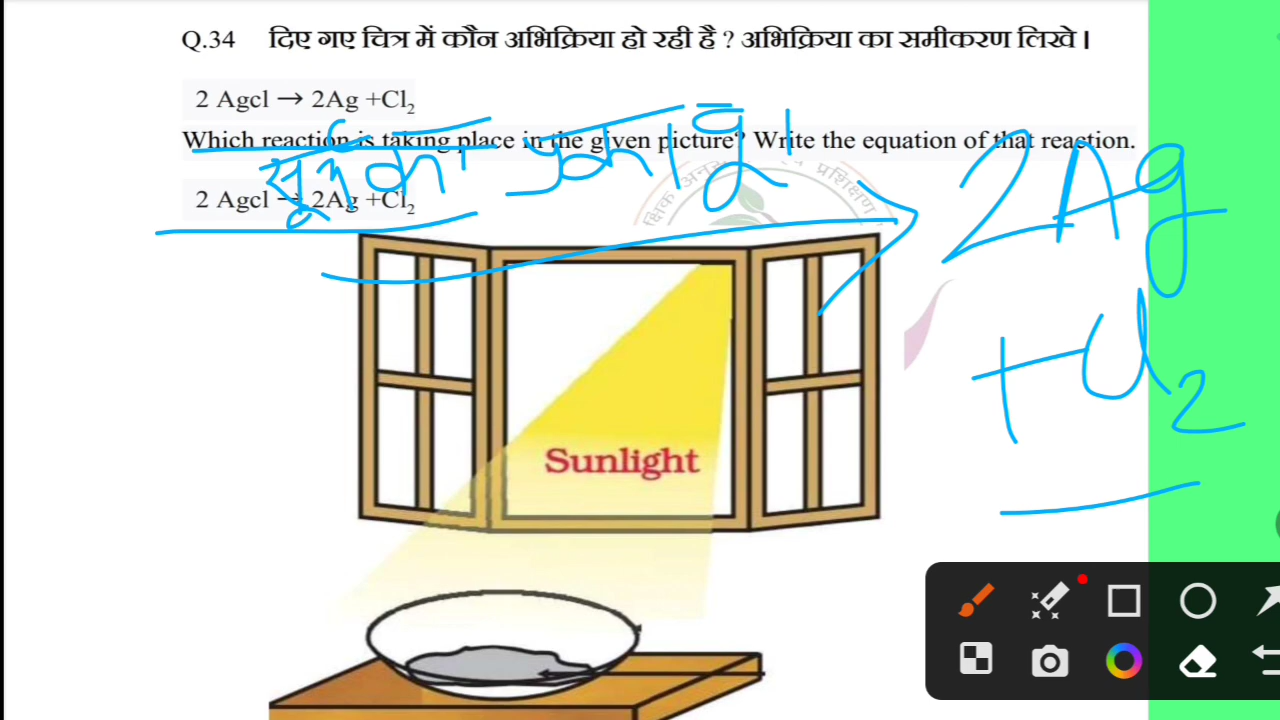 Q.34 दिए गए चित्र में कौन अभिक्रिया हो रही है ? अभिक्रिया का समीकरण लिखे ।
2 Agcl → 2Ag +Cl₂
Which reaction is taking place in the given picture? Write the equation of that reaction.
सूर्य का प्रकाश
2 Agcl → 2Ag +Cl₂
2Ag
+Cl₂
Sunlight